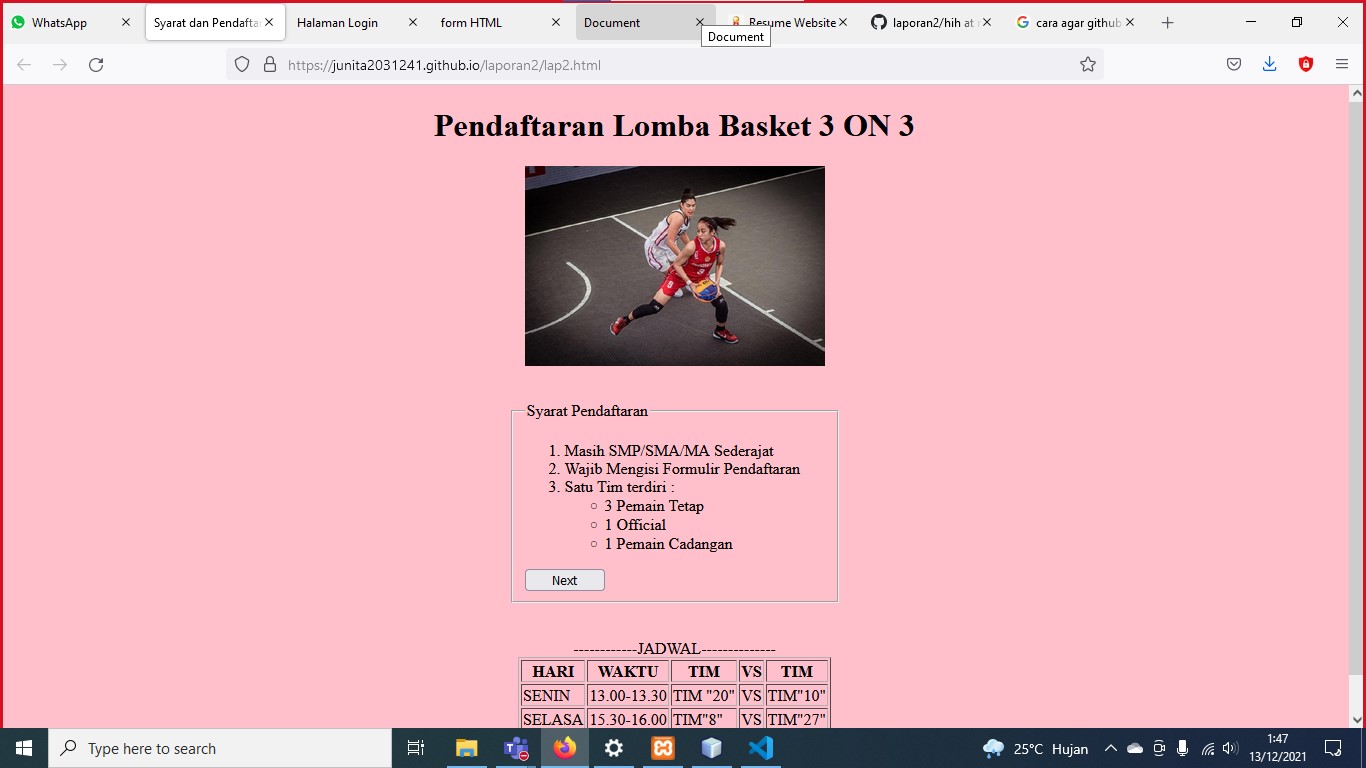 WhatsApp
Syarat dan Pendafta
Halaman Login
form HTML
Document
Resume Website
laporan2/hih at
cara agar github
Document
https://junita2031241.github.io/laporan2/lap2.html
Pendaftaran Lomba Basket 3 ON 3
Syarat Pendaftaran
1. Masih SMP/SMA/MA Sederajat
2. Wajib Mengisi Formulir Pendaftaran
3. Satu Tim terdiri :
○ 3 Pemain Tetap
○ 1 Official
○ 1 Pemain Cadangan
Next
------------JADWAL--------------
HARI WAKTU TIM VS TIM
SENIN 13.00-13.30 TIM "20" VS TIM"10"
SELASA 15.30-16.00 TIM"8" VS TIM"27"
Type here to search
25°C Hujan
1:47
13/12/2021